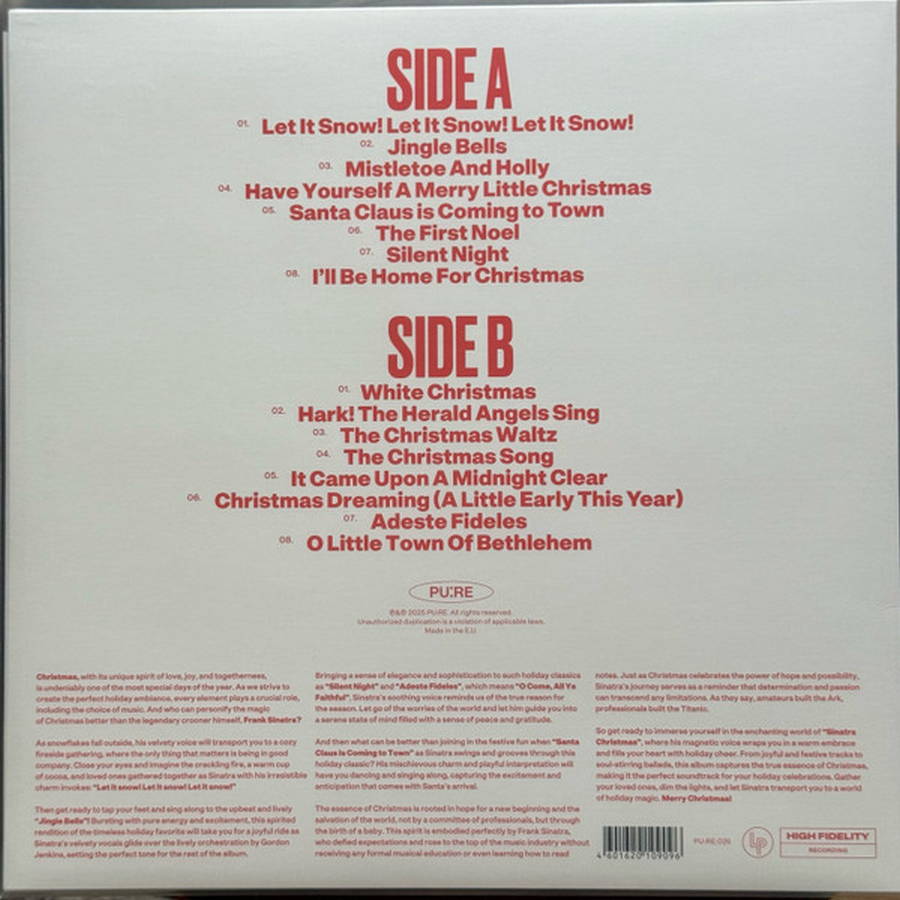 SIDE A
01. Let It Snow! Let It Snow! Let It Snow!
02. Jingle Bells
03. Mistletoe And Holly
04. Have Yourself A Merry Little Christmas
05. Santa Claus is Coming to Town
06. The First Noel
07. Silent Night
08. I'll Be Home For Christmas
SIDE B
01. White Christmas
02. Hark! The Herald Angels Sing
03. The Christmas Waltz
04. The Christmas Song
05. It Came Upon A Midnight Clear
06. Christmas Dreaming (A Little Early This Year)
07. Adeste Fideles
08. O Little Town Of Bethlehem
PU:RE
℗&© 2025 PU:RE. All rights reserved.
Unauthorized duplication is a violation of applicable laws.
Made in the E.U.
Christmas, with its unique spirit of love, joy, and togetherness,
is undeniably one of the most special days of the year. As we strive to
create the perfect holiday ambiance, every element plays a crucial role,
including the choice of music. And who can personify the magic
of Christmas better than the legendary crooner himself, Frank Sinatra?
As snowflakes fall outside, his velvety voice will transport you to a cozy
fireside gathering, where the only thing that matters is being in good
company. Close your eyes and imagine the crackling fire, a warm cup
of cocoa, and loved ones gathered together as Sinatra with his irresistible
charm invokes: "Let it snow! Let it snow! Let it snow!"
Then get ready to tap your feet and sing along to the upbeat and lively
"Jingle Bells"! Bursting with pure energy and excitement, this spirited
rendition of the timeless holiday favorite will take you for a joyful ride as
Sinatra's velvety vocals glide over the lively orchestration by Gordon
Jenkins, setting the perfect tone for the rest of the album.
Bringing a sense of elegance and sophistication to such holiday classics
as "Silent Night" and "Adeste Fideles", which means "O Come, All Ye
Faithful", Sinatra's soothing voice reminds us of the true reason for
the season. Let go of the worries of the world and let him guide you into
a serene state of mind filled with a sense of peace and gratitude.
And then what can be better than joining in the festive fun when "Santa
Claus Is Coming to Town" as Sinatra swings and grooves through this
holiday classic? His mischievous charm and playful interpretation will
have you dancing and singing along, capturing the excitement and
anticipation that comes with Santa's arrival.
The essence of Christmas is rooted in hope for a new beginning and the
salvation of the world, not by a committee of professionals, but through
the birth of a baby. This spirit is embodied perfectly by Frank Sinatra,
who defied expectations and rose to the top of the music industry without
receiving any formal musical education or even learning how to read
notes. Just as Christmas celebrates the power of hope and possibility,
Sinatra's journey serves as a reminder that determination and passion
can transcend any limitations. As they say, amateurs built the Ark,
professionals built the Titanic.
So get ready to immerse yourself in the enchanting world of "Sinatra
Christmas", where his magnetic voice wraps you in a warm embrace
and fills your heart with holiday cheer. From joyful and festive tracks to
soul-stirring ballads, this album captures the true essence of Christmas,
making it the perfect soundtrack for your holiday celebrations. Gather
your loved ones, dim the lights, and let Sinatra transport you to a world
of holiday magic. Merry Christmas!
4 601620 109096
PU:RE:026
LP
HIGH FIDELITY
RECORDING